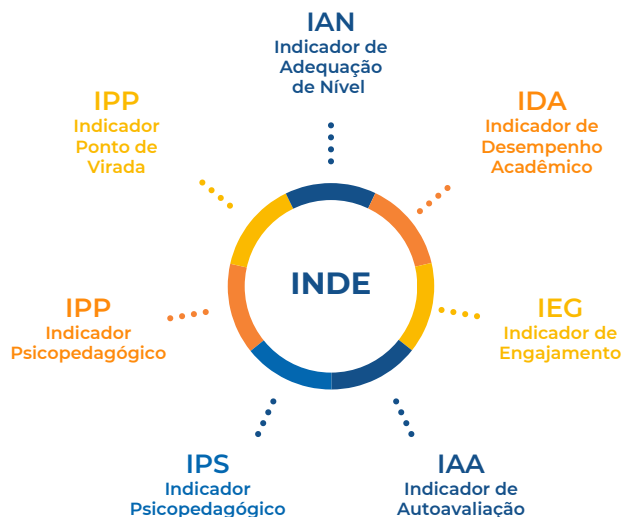 IAN
Indicador de
Adequação
de Nível
IDA
Indicador de
Desempenho
Acadêmico
IEG
Indicador de
Engajamento
IAA
Indicador de
Autoavaliação
IPS
Indicador
Psicopedagógico
IPP
Indicador
Psicopedagógico
IPP
Indicador
Ponto de
Virada
INDE